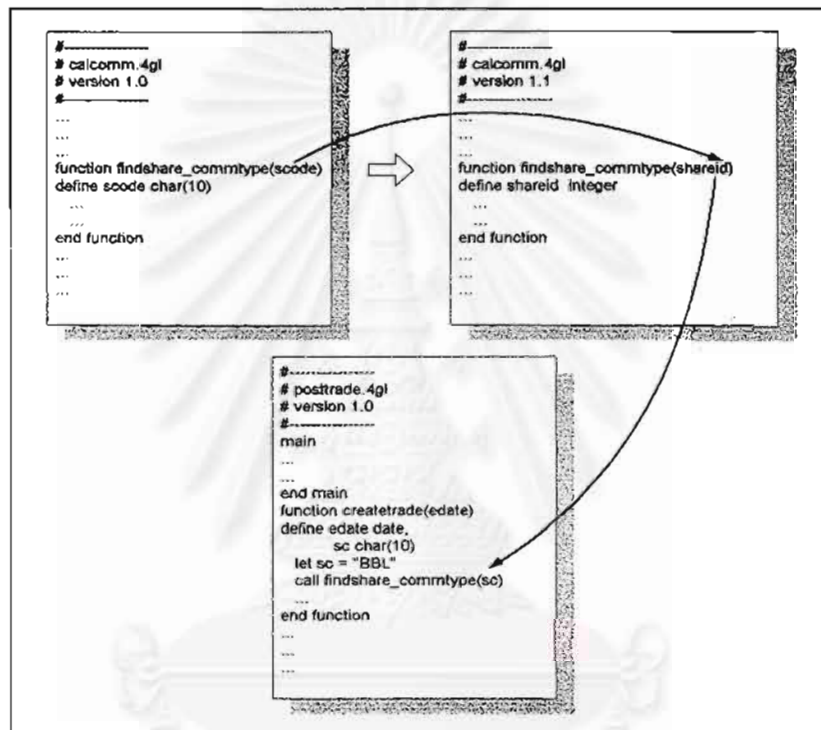 #----------------
# calcomm.4gl
# version 1.0
#----------------
...
...
...
function findshare_commtype(scode)
define scode char(10)
...
...
end function
...
...
...
#----------------
# calcomm.4gl
# version 1.1
#----------------
...
...
...
function findshare_commtype(shareid)
define shareid integer
...
...
end function
...
...
...
#----------------
# posttrade.4gl
# version 1.0
#----------------
main
...
...
end main
function createtrade(edate)
define edate date,
sc char(10)
let sc = "BBL"
call findshare_commtype(sc)
...
end function
...
...
...